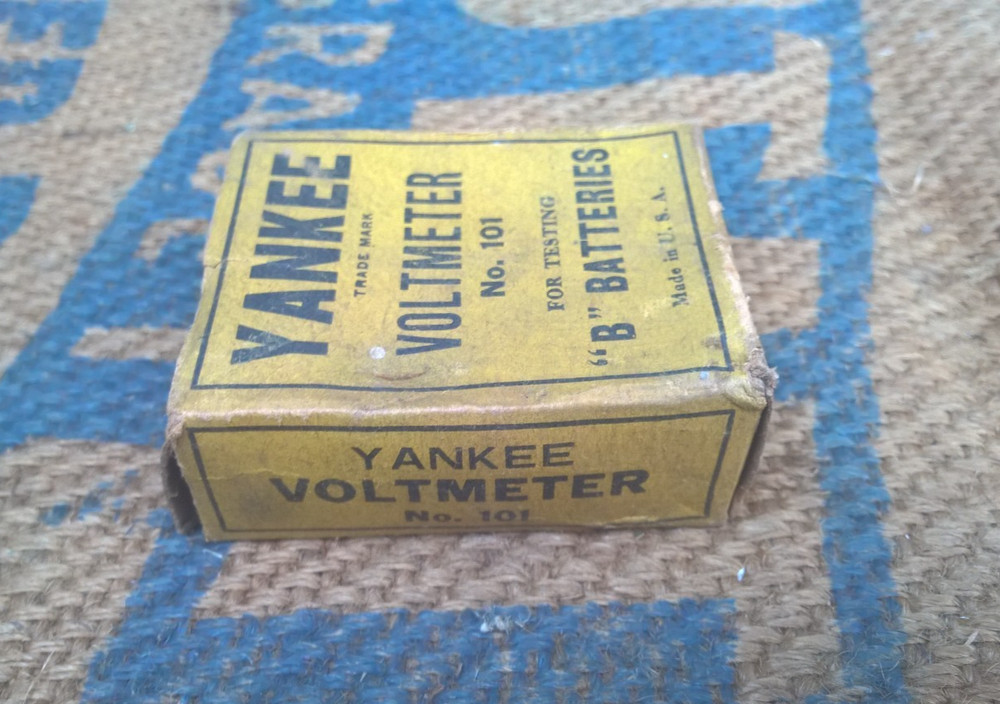 YANKEE
TRADE MARK
VOLTMETER
No. 101
FOR TESTING
"B" BATTERIES
Made in U. S. A.
YANKEE
VOLTMETER
No. 101